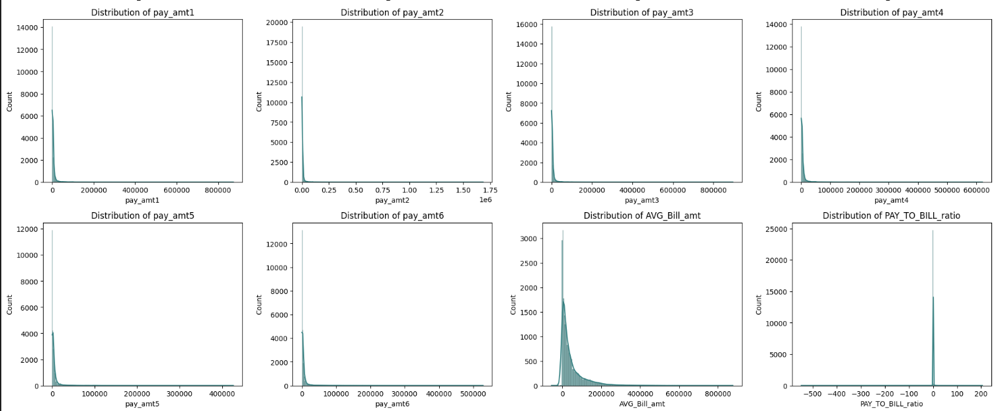 Distribution of pay_amt1
Distribution of pay_amt2
Distribution of pay_amt3
Distribution of pay_amt4
14000
12000
10000
8000
6000
4000
2000
0
Count
0 200000 400000 600000 800000
pay_amt1
20000
17500
15000
12500
10000
7500
5000
2500
0
Count
0.00 0.25 0.50 0.75 1.00 1.25 1.50 1.75
1e6
pay_amt2
16000
14000
12000
10000
8000
6000
4000
2000
0
Count
0 200000 400000 600000 800000
pay_amt3
14000
12000
10000
8000
6000
4000
2000
0
Count
0 100000 200000 300000 400000 500000 600000
pay_amt4
Distribution of pay_amt5
Distribution of pay_amt6
Distribution of AVG_Bill_amt
Distribution of PAY_TO_BILL_ratio
12000
10000
8000
6000
4000
2000
0
Count
0 100000 200000 300000 400000
pay_amt5
12000
10000
8000
6000
4000
2000
0
Count
0 100000 200000 300000 400000 500000
pay_amt6
3000
2500
2000
1500
1000
500
0
Count
0 200000 400000 600000 800000
AVG_Bill_amt
25000
20000
15000
10000
5000
0
Count
−500 −400 −300 −200 −100 0 100 200
PAY_TO_BILL_ratio